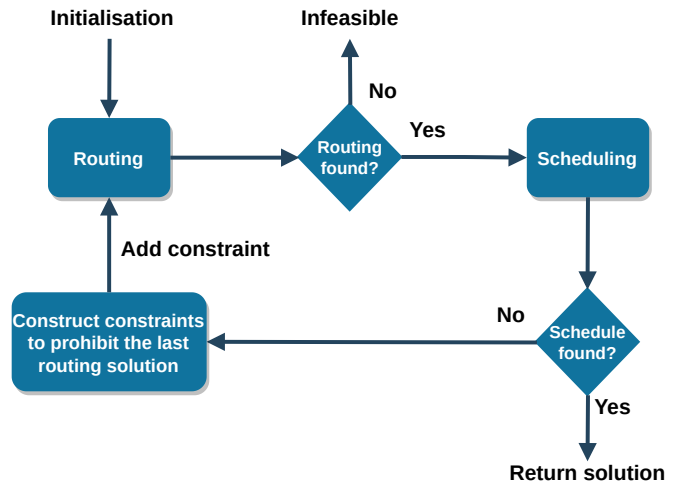 Initialisation
Infeasible
No
Yes
Routing
Routing
found?
Scheduling
Add constraint
Construct constraints
to prohibit the last
routing solution
No
Schedule
found?
Yes
Return solution